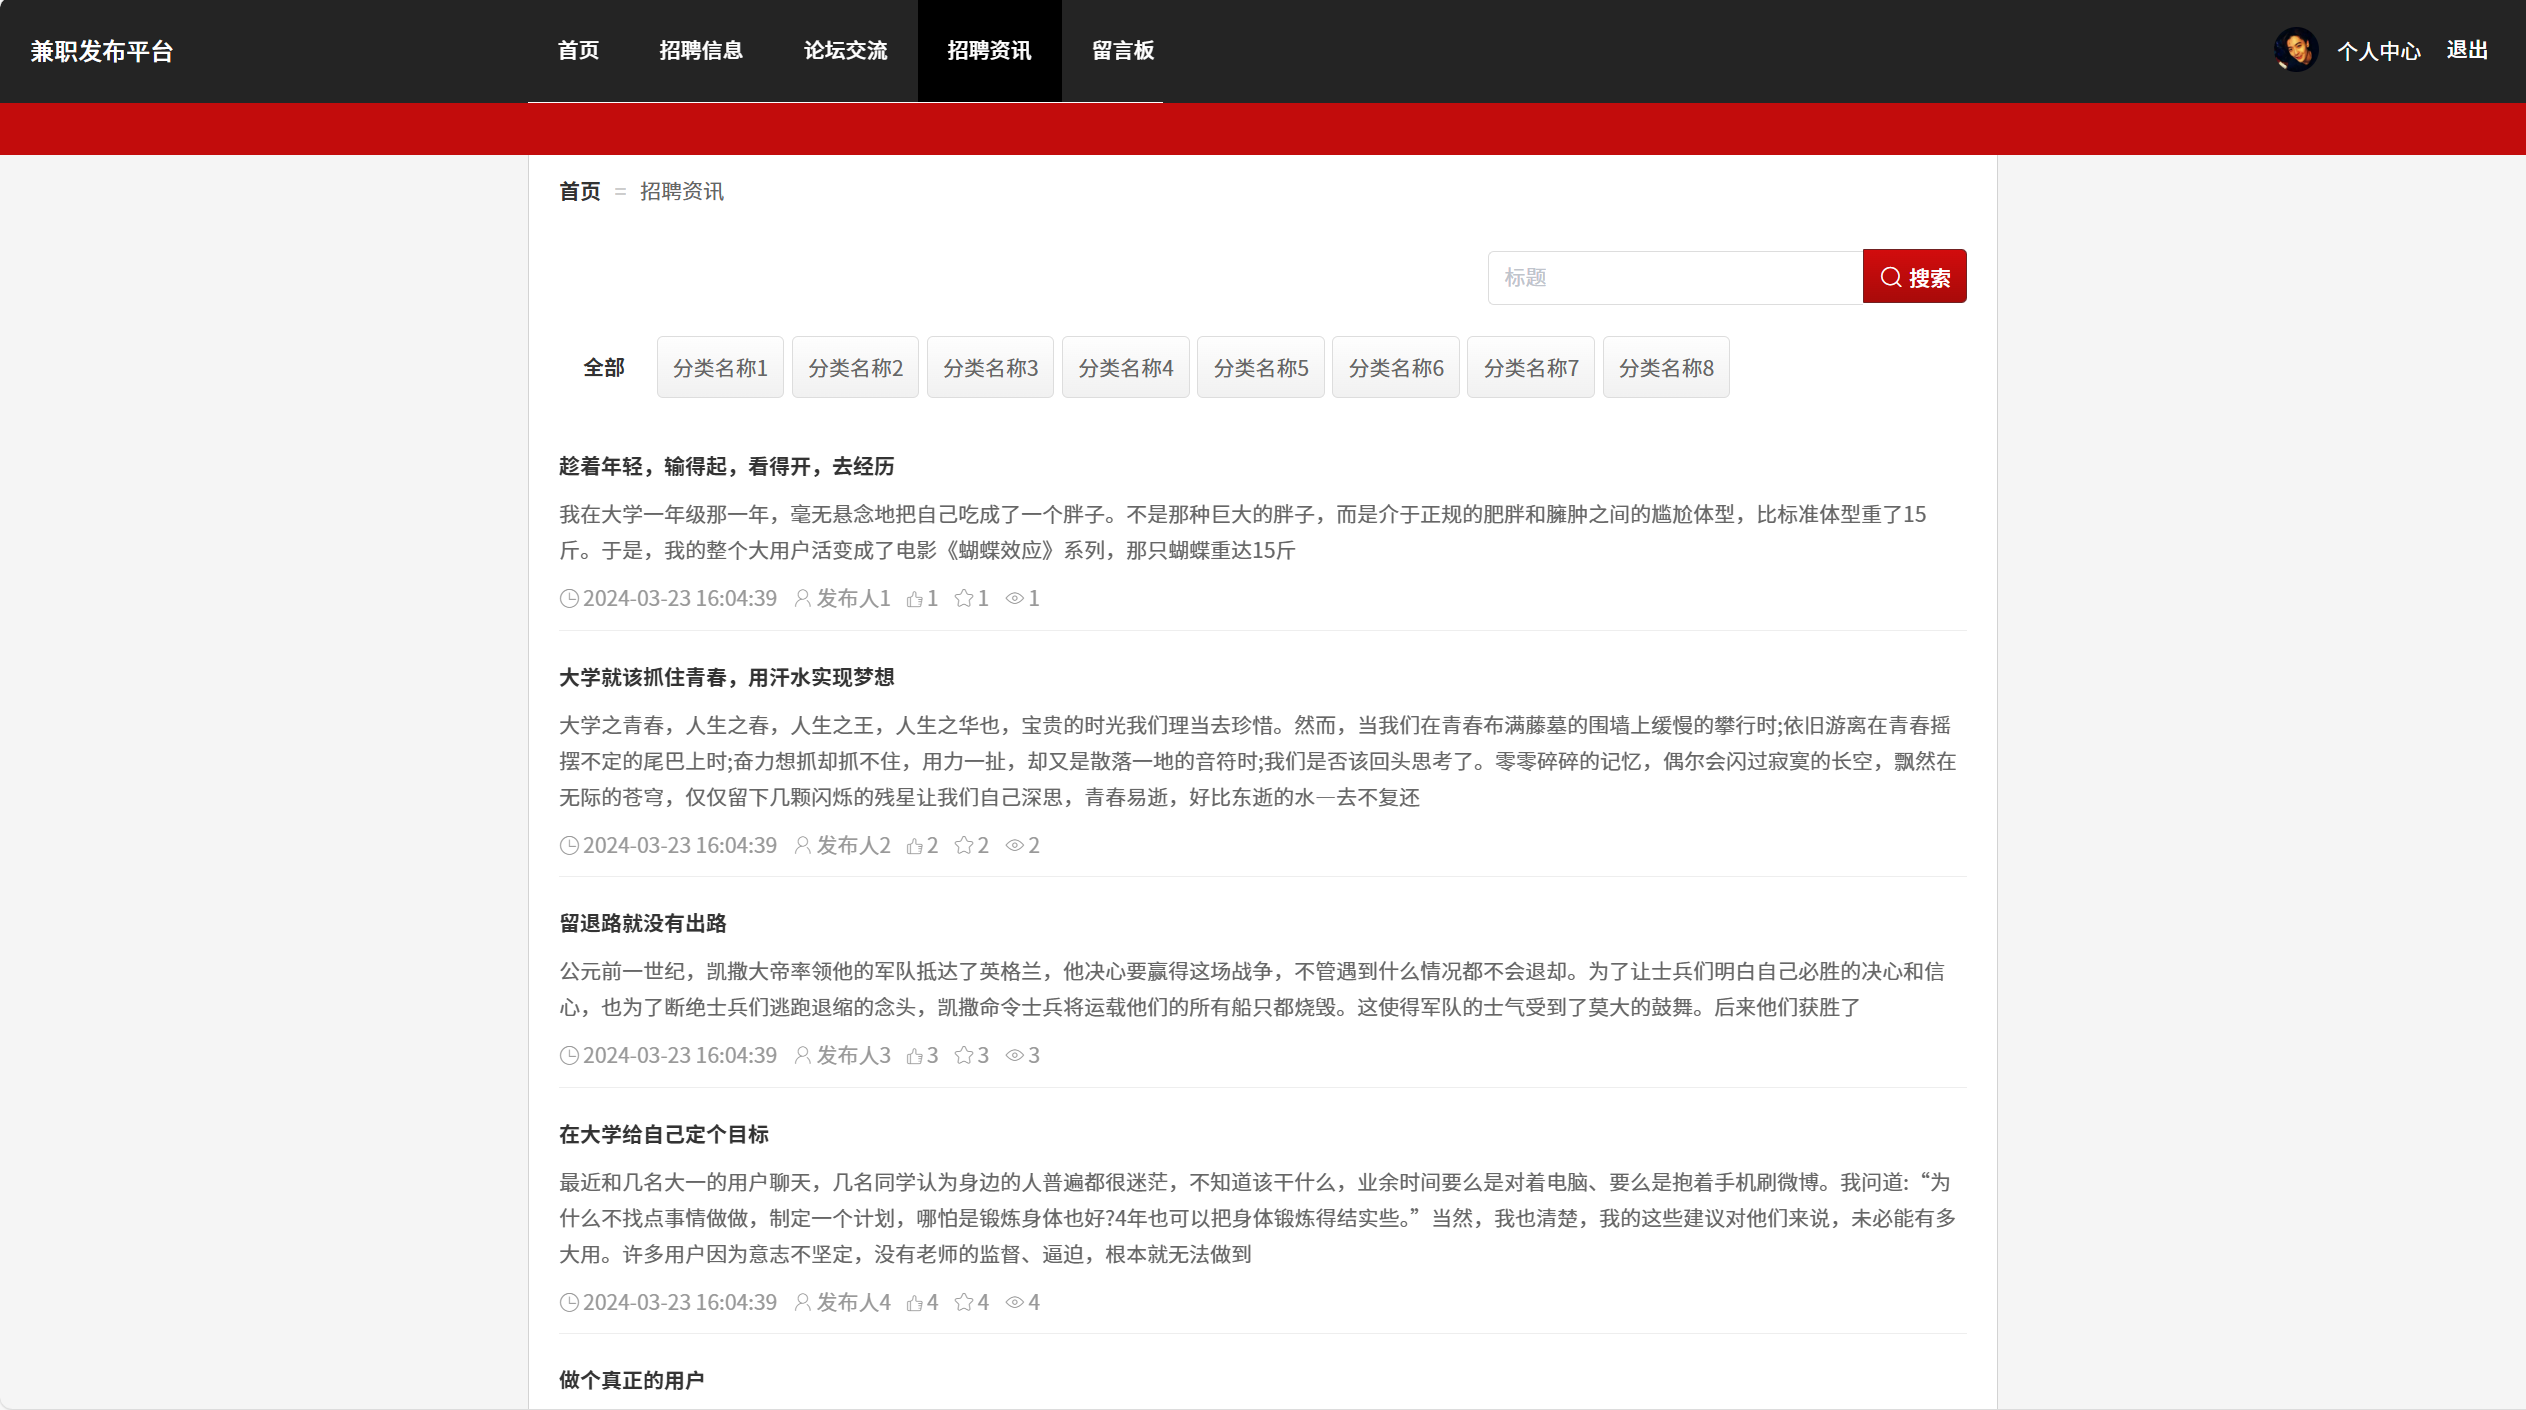 兼职发布平台
首页 招聘信息 论坛交流 招聘资讯 留言板
个人中心 退出
首页 = 招聘资讯
标题 搜索
全部 分类名称1 分类名称2 分类名称3 分类名称4 分类名称5 分类名称6 分类名称7 分类名称8
趁着年轻，输得起，看得开，去经历
我在大学一年级那一年，毫无悬念地把自己吃成了一个胖子。不是那种巨大的胖子，而是介于正规的肥胖和臃肿之间的尴尬体型，比标准体型重了15
斤。于是，我的整个大用户活变成了电影《蝴蝶效应》系列，那只蝴蝶重达15斤
2024-03-23 16:04:39 发布人1 1 1 1
大学就该抓住青春，用汗水实现梦想
大学之青春，人生之春，人生之王，人生之华也，宝贵的时光我们理当去珍惜。然而，当我们在青春布满藤墓的围墙上缓慢的攀行时;依旧游离在青春摇
摆不定的尾巴上时;奋力想抓却抓不住，用力一扯，却又是散落一地的音符时;我们是否该回头思考了。零零碎碎的记忆，偶尔会闪过寂寞的长空，飘然在
无际的苍穹，仅仅留下几颗闪烁的残星让我们自己深思，青春易逝，好比东逝的水—去不复还
2024-03-23 16:04:39 发布人2 2 2 2
留退路就没有出路
公元前一世纪，凯撒大帝率领他的军队抵达了英格兰，他决心要赢得这场战争，不管遇到什么情况都不会退却。为了让士兵们明白自己必胜的决心和信
心，也为了断绝士兵们逃跑退缩的念头，凯撒命令士兵将运载他们的所有船只都烧毁。这使得军队的士气受到了莫大的鼓舞。后来他们获胜了
2024-03-23 16:04:39 发布人3 3 3 3
在大学给自己定个目标
最近和几名大一的用户聊天，几名同学认为身边的人普遍都很迷茫，不知道该干什么，业余时间要么是对着电脑、要么是抱着手机刷微博。我问道:“为
什么不找点事情做做，制定一个计划，哪怕是锻炼身体也好?4年也可以把身体锻炼得结实些。”当然，我也清楚，我的这些建议对他们来说，未必能有多
大用。许多用户因为意志不坚定，没有老师的监督、逼迫，根本就无法做到
2024-03-23 16:04:39 发布人4 4 4 4
做个真正的用户